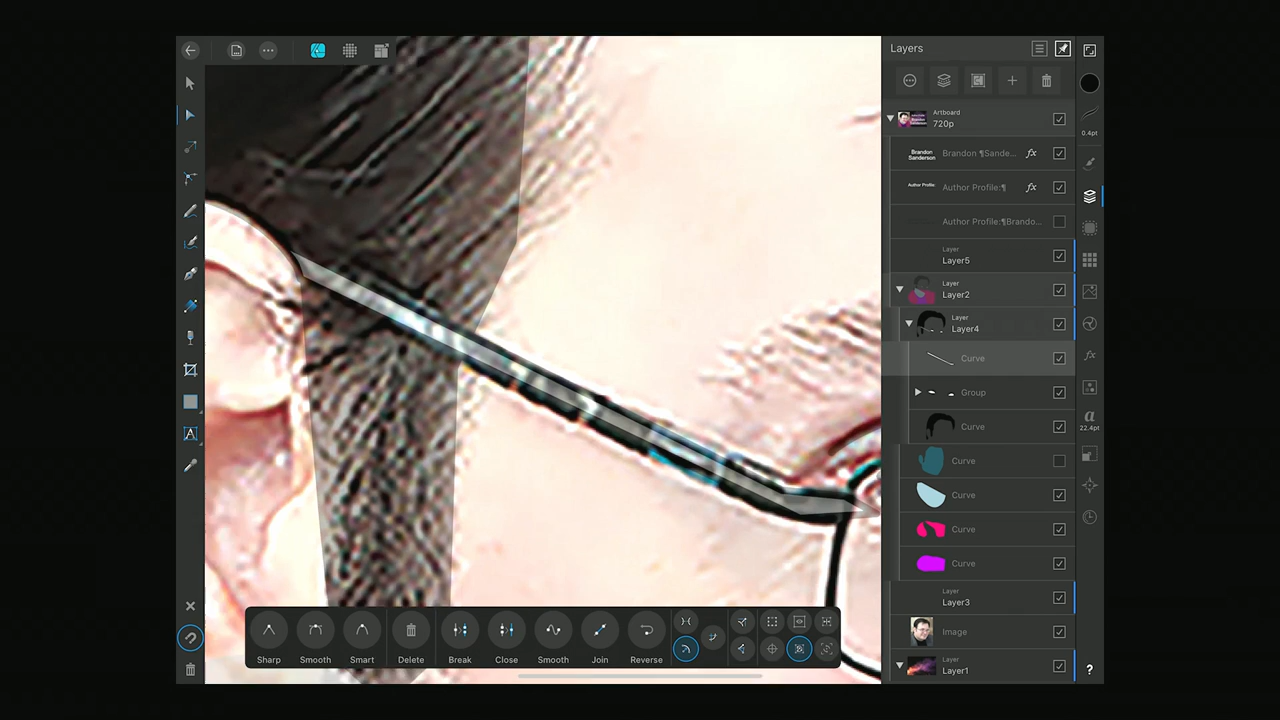 Layers
Artboard
720p
Brandon
Sanderson
Brandon ¶Sande...
fx
Author Profile:
Author Profile:¶
fx
Author Profile:¶Brando...
Layer
Layer5
Layer
Layer2
Layer
Layer4
Curve
Group
Curve
Curve
Curve
Curve
Curve
Layer
Layer3
Image
Layer
Layer1
0.4pt
fx
a
22.4pt
?
A
Sharp
Smooth
Smart
Delete
Break
Close
Smooth
Join
Reverse